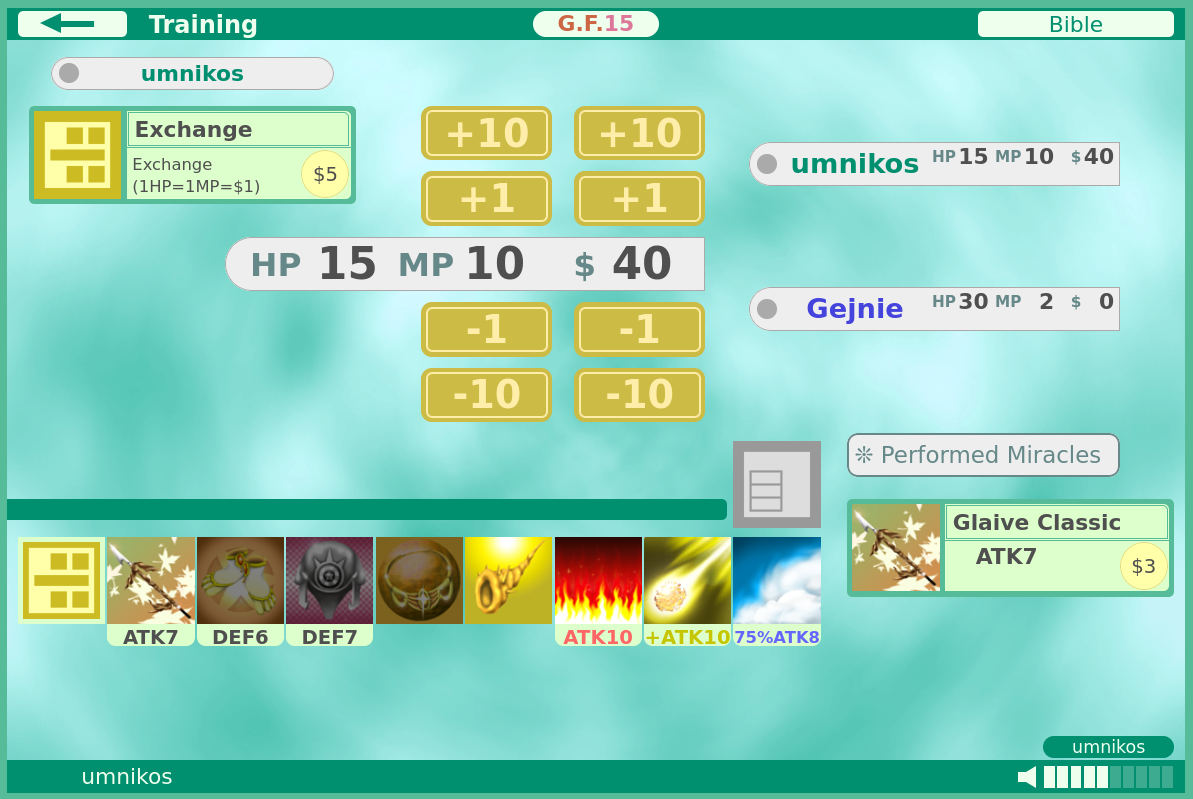 Training
G.F.15
Bible
umnikos
Exchange
Exchange
(1HP=1MP=$1)
$5
+10
+10
+1
+1
HP 15 MP 10 $ 40
-1
-1
-10
-10
umnikos HP 15 MP 10 $ 40
Gejnie HP 30 MP 2 $ 0
❊ Performed Miracles
Glaive Classic
ATK7
$3
ATK7
DEF6
DEF7
ATK10
+ATK10
75%ATK8
umnikos
umnikos